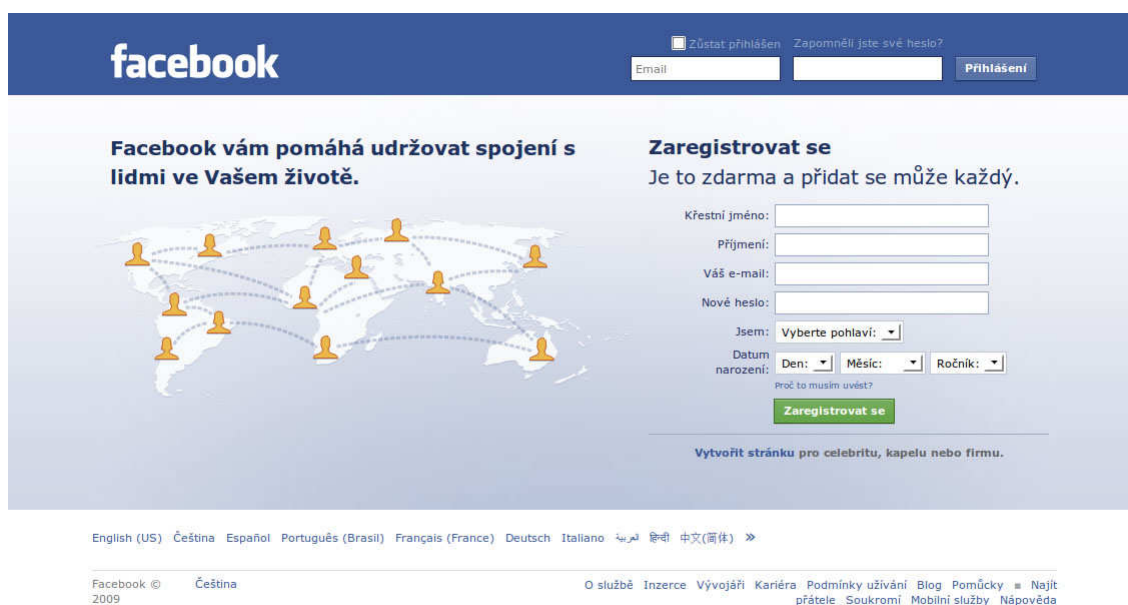 facebook
Zůstat přihlášen Zapomněli jste své heslo?
Email
Přihlášení
Facebook vám pomáhá udržovat spojení s
lidmi ve Vašem životě.
Zaregistrovat se
Je to zdarma a přidat se může každý.
Křestní jméno:
Příjmení:
Váš e-mail:
Nové heslo:
Jsem: Vyberte pohlaví:
Datum
narození: Den: Měsíc: Ročník:
Proč to musím uvést?
Zaregistrovat se
Vytvořit stránku pro celebritu, kapelu nebo firmu.
English (US) Čeština Español Português (Brasil) Français (France) Deutsch Italiano العربية हिन्दी 中文(简体) »
Facebook © Čeština O službě Inzerce Vývojáři Kariéra Podmínky užívání Blog Pomůcky ■ Najít
2009 přátele Soukromí Mobilní služby Nápověda